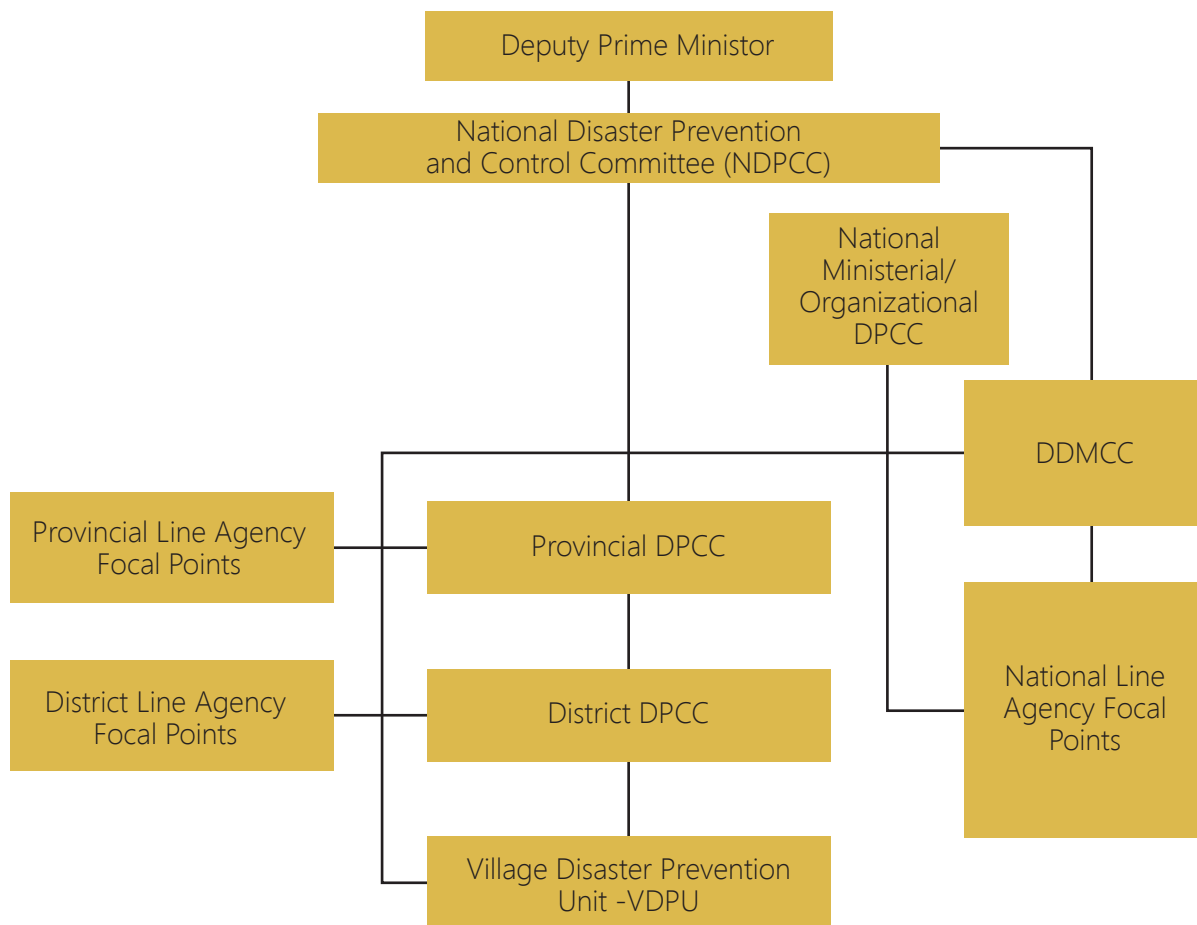 Deputy Prime Ministor
National Disaster Prevention
and Control Committee (NDPCC)
National
Ministerial/
Organizational
DPCC
DDMCC
Provincial Line Agency
Focal Points
Provincial DPCC
District Line Agency
Focal Points
District DPCC
National Line
Agency Focal
Points
Village Disaster Prevention
Unit -VDPU